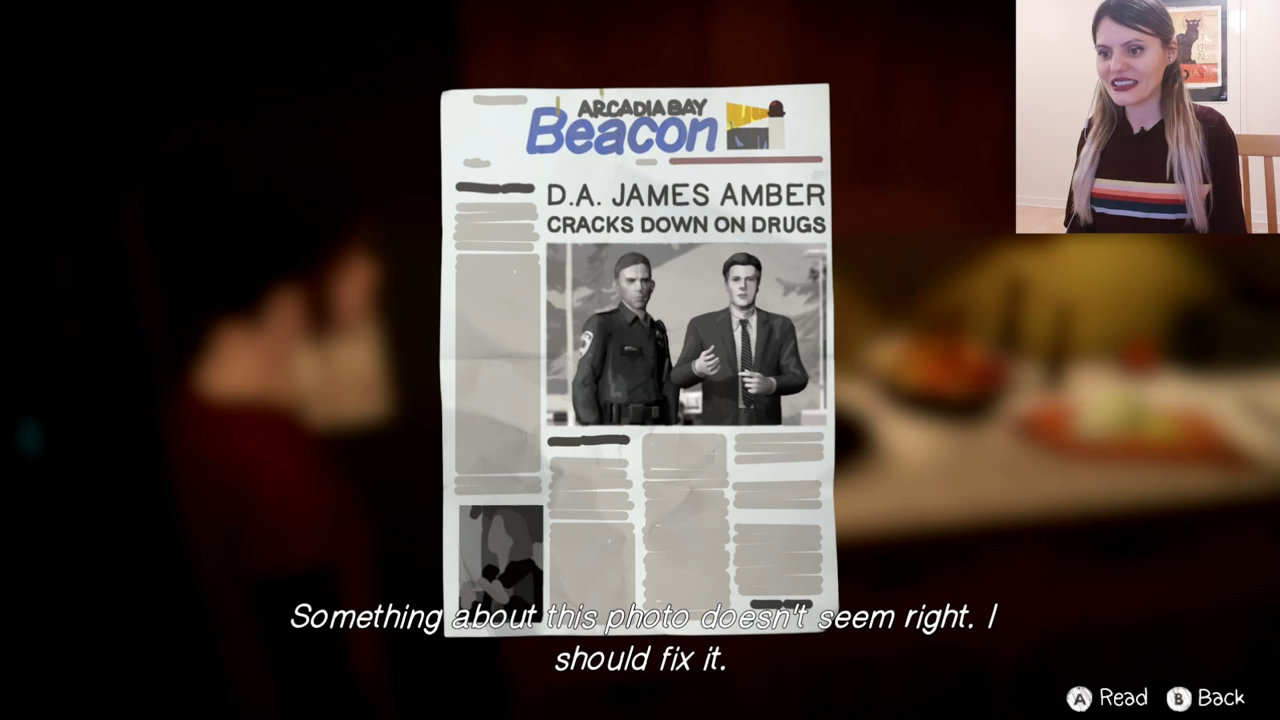 ARCADIA BAY
Beacon
D.A. JAMES AMBER
CRACKS DOWN ON DRUGS
Something about this photo doesn't seem right. I
should fix it.
A Read B Back